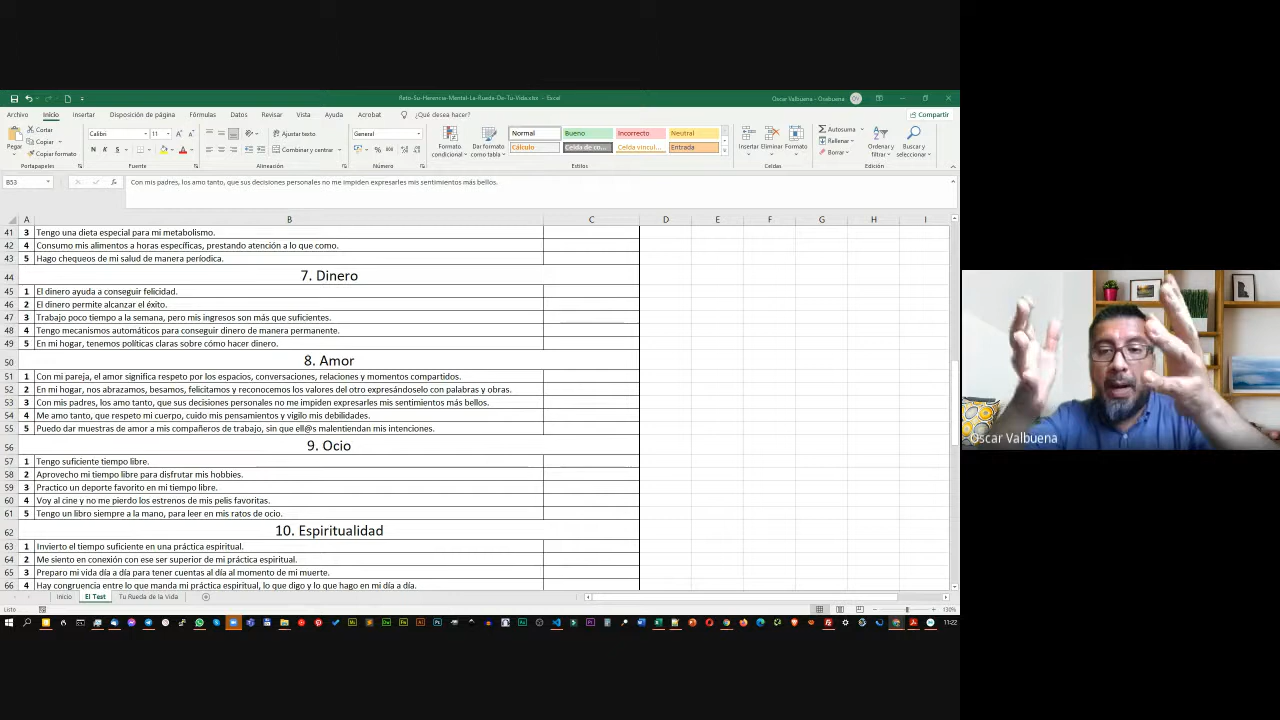 Reto-Su-Herencia-Mental-La-Rueda-De-Tu-Vida.xlsx - Excel
Oscar Valbuena - Osabuena
OV
Archivo Inicio Insertar Disposición de página Fórmulas Datos Revisar Vista Ayuda Acrobat ¿Qué desea hacer? Compartir
Pegar
Cortar
Copiar
Copiar formato
Portapapeles
Calibri 11
N K S
Fuente
Ajustar texto
Combinar y centrar
Alineación
General
Número
Formato condicional
Dar formato como tabla
Normal Bueno Incorrecto Neutral
Cálculo Celda de co... Celda vincul... Entrada
Estilos
Insertar Eliminar Formato
Celdas
Autosuma
Rellenar
Borrar
Ordenar y filtrar
Buscar y seleccionar
Edición
B53 fx Con mis padres, los amo tanto, que sus decisiones personales no me impiden expresarles mis sentimientos más bellos.
A B C D E F G H I
41 3 Tengo una dieta especial para mi metabolismo.
42 4 Consumo mis alimentos a horas específicas, prestando atención a lo que como.
43 5 Hago chequeos de mi salud de manera períodica.
44 7. Dinero
45 1 El dinero ayuda a conseguir felicidad.
46 2 El dinero permite alcanzar el éxito.
47 3 Trabajo poco tiempo a la semana, pero mis ingresos son más que suficientes.
48 4 Tengo mecanismos automáticos para conseguir dinero de manera permanente.
49 5 En mi hogar, tenemos políticas claras sobre cómo hacer dinero.
50 8. Amor
51 1 Con mi pareja, el amor significa respeto por los espacios, conversaciones, relaciones y momentos compartidos.
52 2 En mi hogar, nos abrazamos, besamos, felicitamos y reconocemos los valores del otro expresándoselo con palabras y obras.
53 3 Con mis padres, los amo tanto, que sus decisiones personales no me impiden expresarles mis sentimientos más bellos.
54 4 Me amo tanto, que respeto mi cuerpo, cuido mis pensamientos y vigilo mis debilidades.
55 5 Puedo dar muestras de amor a mis compañeros de trabajo, sin que ell@s malentiendan mis intenciones.
56 9. Ocio
57 1 Tengo suficiente tiempo libre.
58 2 Aprovecho mi tiempo libre para disfrutar mis hobbies.
59 3 Practico un deporte favorito en mi tiempo libre.
60 4 Voy al cine y no me pierdo los estrenos de mis pelis favoritas.
61 5 Tengo un libro siempre a la mano, para leer en mis ratos de ocio.
62 10. Espiritualidad
63 1 Invierto el tiempo suficiente en una práctica espiritual.
64 2 Me siento en conexión con ese ser superior de mi práctica espiritual.
65 3 Preparo mi vida día a día para tener cuentas al día al momento de mi muerte.
66 4 Hay congruencia entre lo que manda mi práctica espiritual, lo que digo y lo que hago en mi día a día.
Inicio El Test Tu Rueda de la Vida
Listo
130%
11:22
Oscar Valbuena